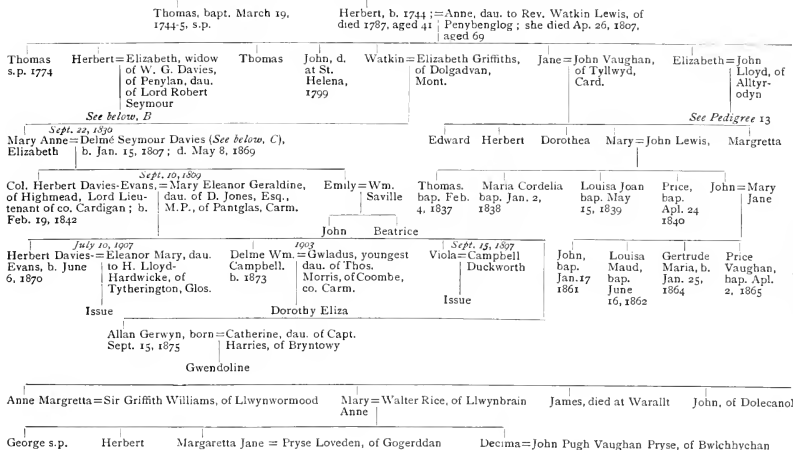 Thomas, bapt. March 19, 1744-5, s.p.
Herbert, b. 1744 ;=Anne, dau. to Rev. Watkin Lewis, of
died 1787, aged 41 Penybenglog ; she died Ap. 26, 1807,
aged 69
Thomas
s.p. 1774
Herbert=Elizabeth, widow
of W. G. Davies,
of Penylan, dau.
of Lord Robert
Seymour
See below, B
Thomas
John, d.
at St.
Helena,
1799
Watkin=Elizabeth Griffiths,
of Dolgadvan,
Mont.
Jane=John Vaughan,
of Tyllwyd,
Card.
Elizabeth=John
Lloyd, of
Alltyr-
odyn
See Pedigree 13
Sept. 22, 1830
Mary Anne=Delmé Seymour Davies (See below, C),
Elizabeth b. Jan. 15, 1807; d. May 8, 1869
Edward
Herbert
Dorothea
Mary=John Lewis,
Margretta
Sept. 10, 1869
Col. Herbert Davies-Evans,=Mary Eleanor Geraldine,
of Highmead, Lord Lieu- dau. of D. Jones, Esq.,
tenant of co. Cardigan ; b. M.P., of Pantglas, Carm.
Feb. 19, 1842
Emily=Wm.
Saville
John
Beatrice
Thomas.
bap. Feb.
4, 1837
Maria Cordelia
bap. Jan. 2,
1838
Louisa Joan
bap. May
15, 1839
Price,
bap.
Apl. 24
1840
John=Mary
Jane
July 10, 1907
Herbert Davies-=Eleanor Mary, dau.
Evans, b. June to H. Lloyd-
6, 1870 Hardwicke, of
Tytherington, Glos.
Issue
1903
Delme Wm.=Gwladus, youngest
Campbell. dau. of Thos.
b. 1873 Morris, of Coombe,
co. Carm.
Dorothy Eliza
Sept. 15, 1897
Viola=Campbell
Duckworth
Issue
John,
bap.
Jan.17
1861
Louisa
Maud,
bap.
June
16, 1862
Gertrude
Maria, b.
Jan. 25,
1864
Price
Vaughan,
bap. Apl.
2, 1865
Allan Gerwyn, born=Catherine, dau. of Capt.
Sept. 15, 1875 Harries, of Bryntowy
Gwendoline
Anne Margretta=Sir Griffith Williams, of Llwynwormood
Mary=Walter Rice, of Llwynbrain
Anne
James, died at Warallt
John, of Dolecanol
George s.p.
Herbert
Margaretta Jane = Pryse Loveden, of Gogerddan
Decima=John Pugh Vaughan Pryse, of Bwlchbychan